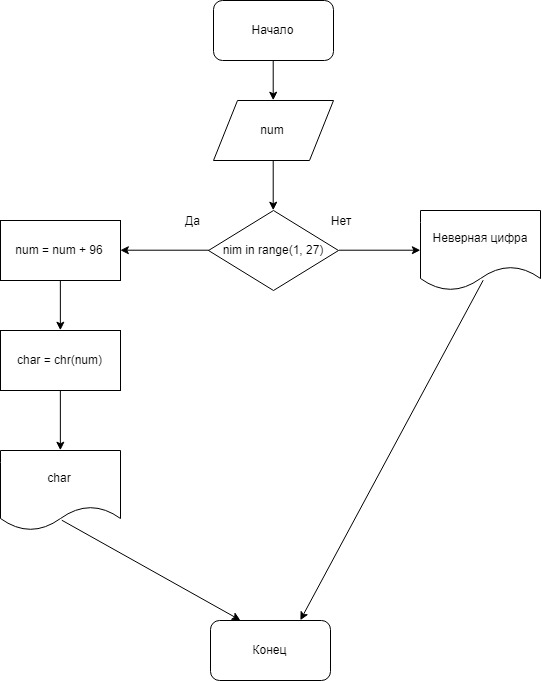 Начало
num
Да
Нет
nim in range(1, 27)
num = num + 96
Неверная цифра
char = chr(num)
char
Конец